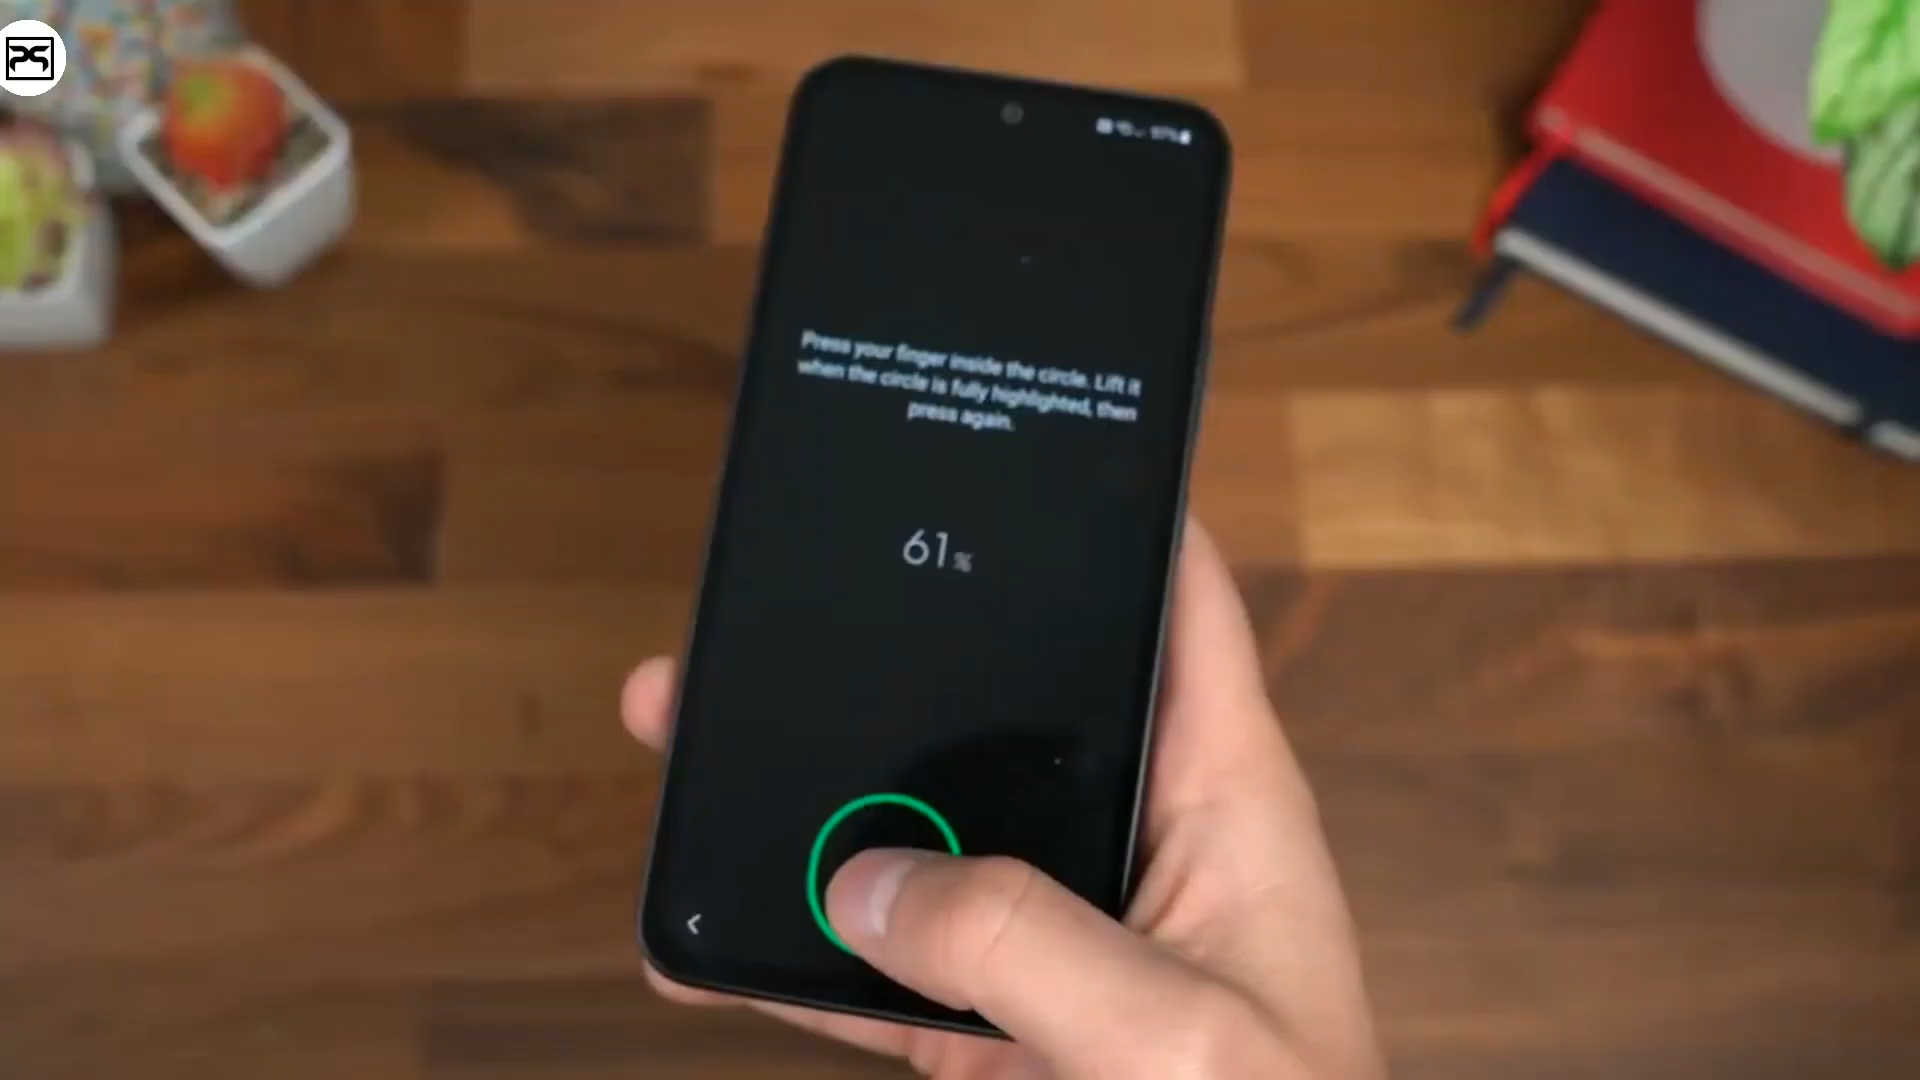 Press your finger inside the circle. Lift it
when the circle is fully highlighted, then
press again.
61%